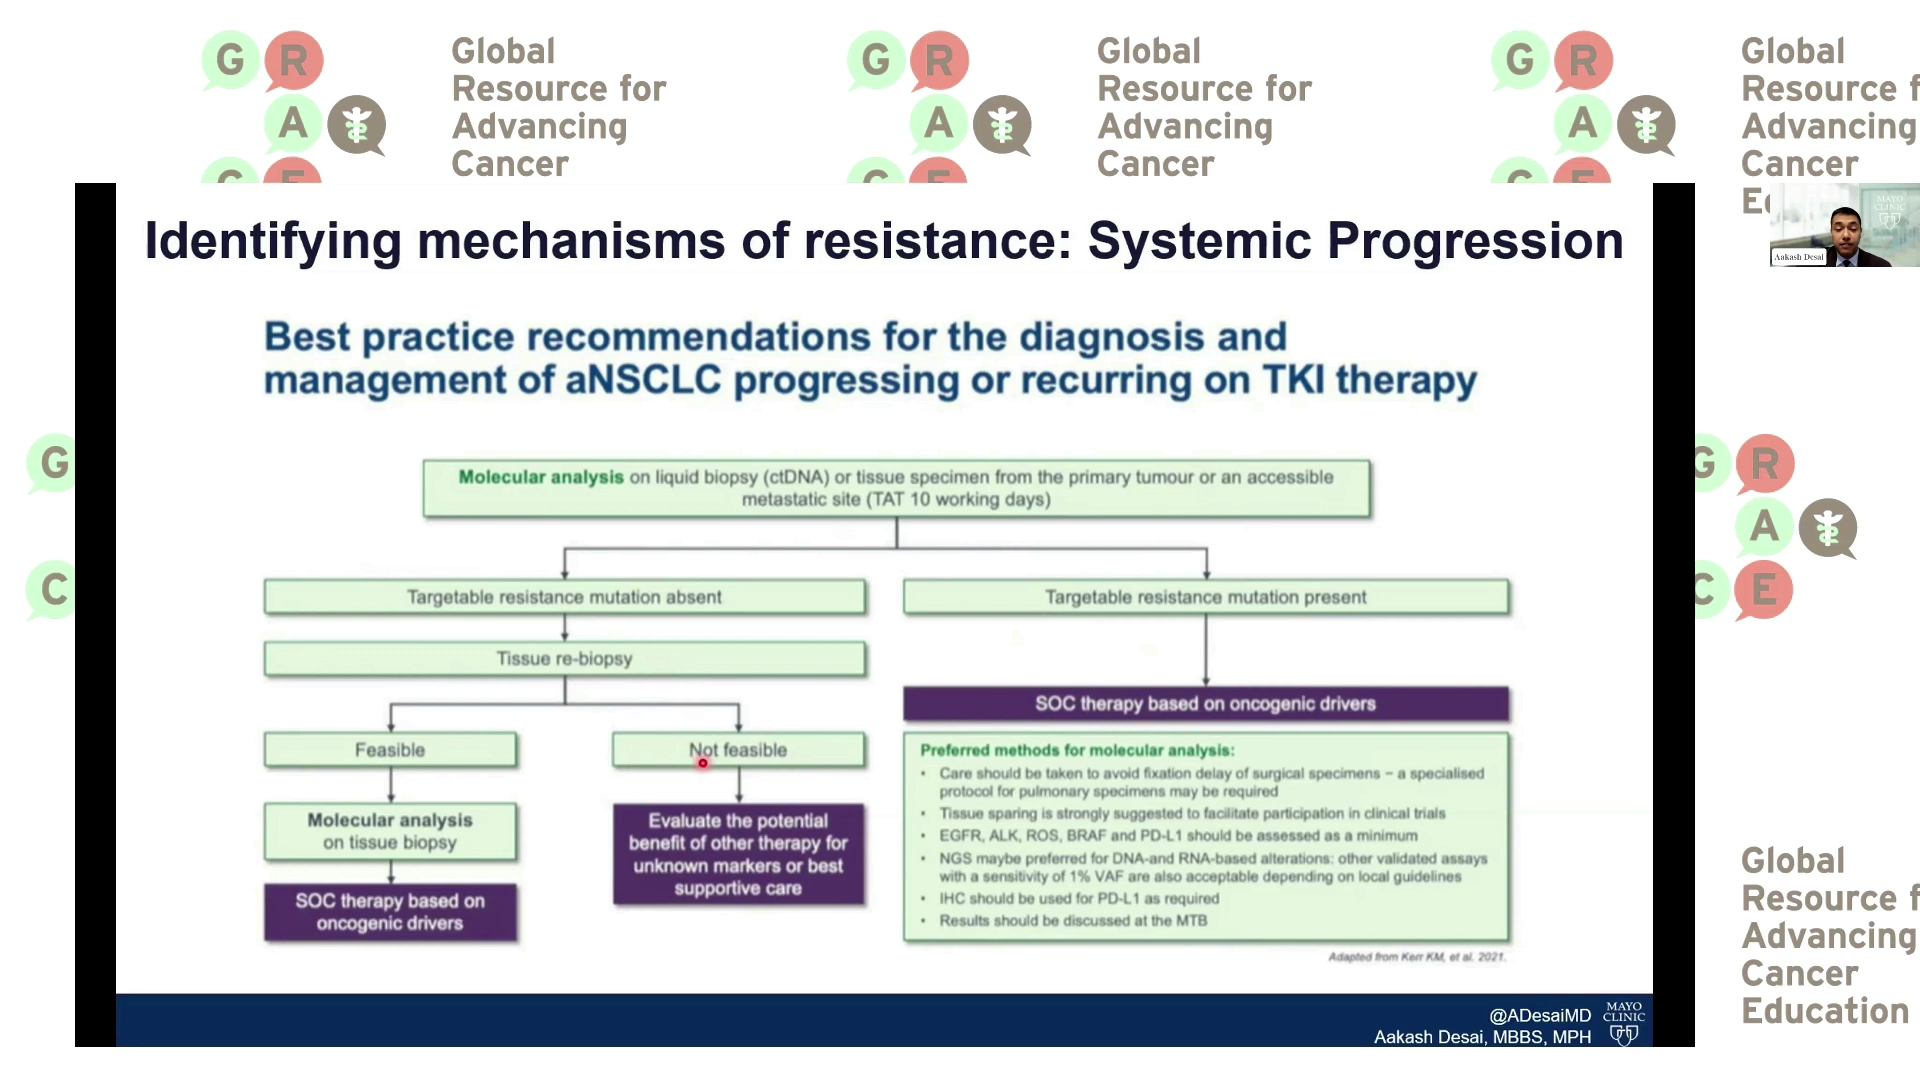 G R
A
C E
Global
Resource for
Advancing
Cancer
G R
A
C E
Global
Resource for
Advancing
Cancer
G R
A
C E
Global
Resource f
Advancing
Cancer
MAYO
CLINIC
Aakash Desai
Identifying mechanisms of resistance: Systemic Progression
Best practice recommendations for the diagnosis and
management of aNSCLC progressing or recurring on TKI therapy
Molecular analysis on liquid biopsy (ctDNA) or tissue specimen from the primary tumour or an accessible
metastatic site (TAT 10 working days)
Targetable resistance mutation absent
Targetable resistance mutation present
Tissue re-biopsy
SOC therapy based on oncogenic drivers
Feasible
Not feasible
Molecular analysis
on tissue biopsy
Evaluate the potential
benefit of other therapy for
unknown markers or best
supportive care
SOC therapy based on
oncogenic drivers
Preferred methods for molecular analysis:
• Care should be taken to avoid fixation delay of surgical specimens – a specialised
protocol for pulmonary specimens may be required
• Tissue sparing is strongly suggested to facilitate participation in clinical trials
• EGFR, ALK, ROS, BRAF and PD-L1 should be assessed as a minimum
• NGS maybe preferred for DNA-and RNA-based alterations: other validated assays
with a sensitivity of 1% VAF are also acceptable depending on local guidelines
• IHC should be used for PD-L1 as required
• Results should be discussed at the MTB
Adapted from Kerr KM, et al. 2021.
@ADesaiMD
Aakash Desai, MBBS, MPH
MAYO
CLINIC
G
C
G R
A
C E
Global
Resource f
Advancing
Cancer
Education